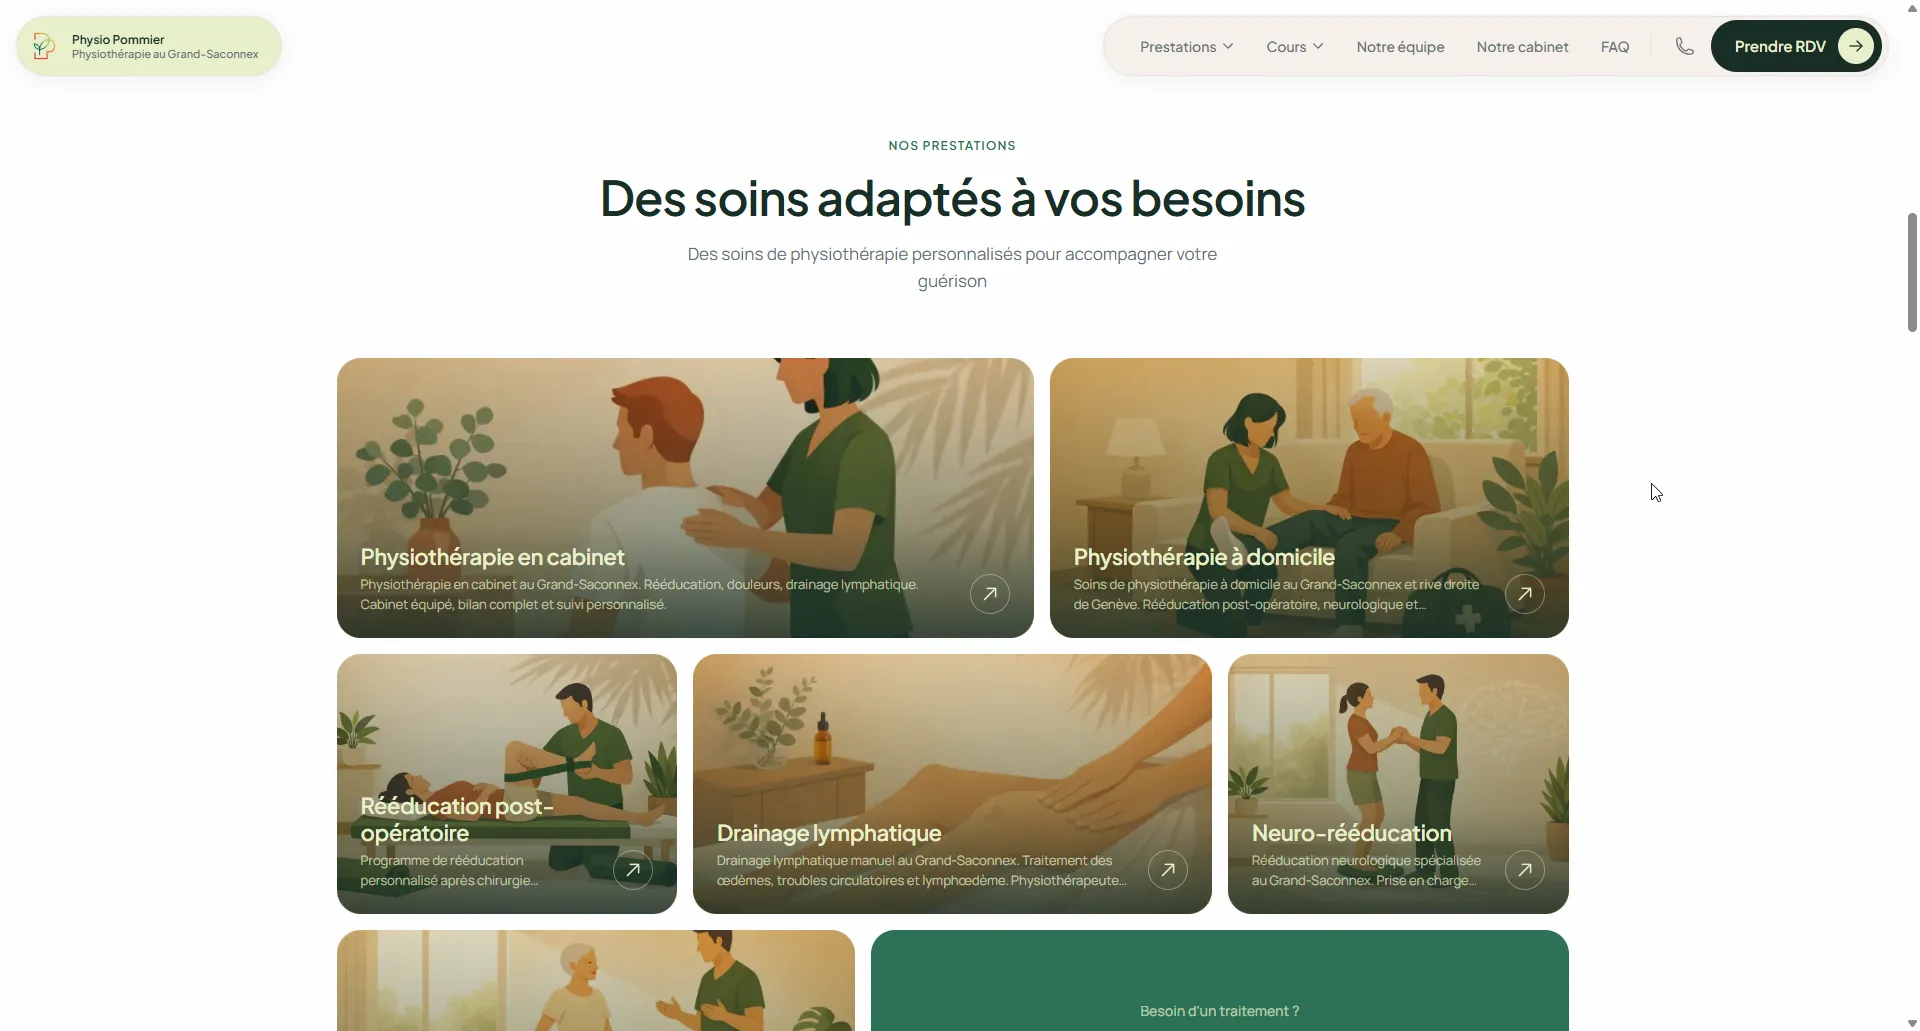 Physio Pommier
Physiothérapie au Grand-Saconnex
Prestations
Cours
Notre équipe
Notre cabinet
FAQ
Prendre RDV
NOS PRESTATIONS
Des soins adaptés à vos besoins
Des soins de physiothérapie personnalisés pour accompagner votre
guérison
Physiothérapie en cabinet
Physiothérapie en cabinet au Grand-Saconnex. Rééducation, douleurs, drainage lymphatique.
Cabinet équipé, bilan complet et suivi personnalisé.
Physiothérapie à domicile
Soins de physiothérapie à domicile au Grand-Saconnex et rive droite
de Genève. Rééducation post-opératoire, neurologique et...
Rééducation post-
opératoire
Programme de rééducation
personnalisé après chirurgie...
Drainage lymphatique
Drainage lymphatique manuel au Grand-Saconnex. Traitement des
œdèmes, troubles circulatoires et lymphœdème. Physiothérapeute...
Neuro-rééducation
Rééducation neurologique spécialisée
au Grand-Saconnex. Prise en charge...
Besoin d'un traitement ?